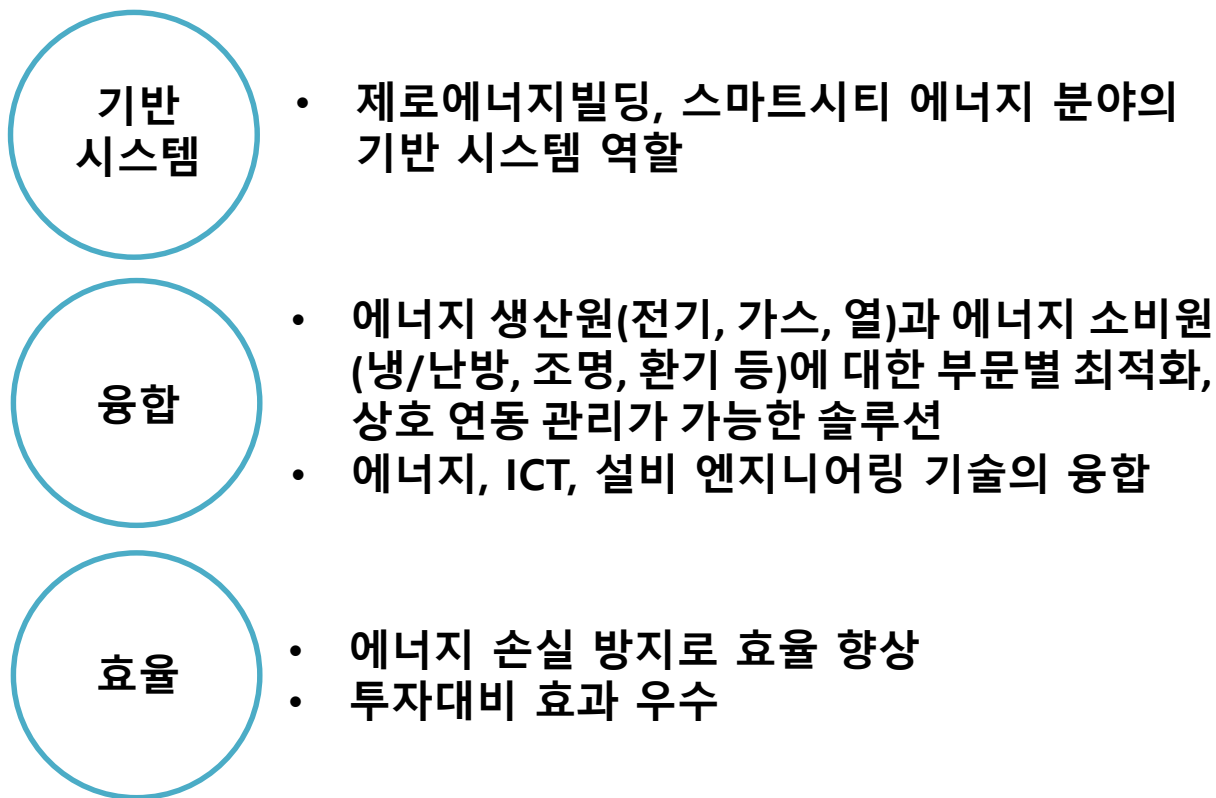 기반
시스템
• 제로에너지빌딩, 스마트시티 에너지 분야의
기반 시스템 역할
융합
• 에너지 생산원(전기, 가스, 열)과 에너지 소비원
(냉/난방, 조명, 환기 등)에 대한 부문별 최적화,
상호 연동 관리가 가능한 솔루션
• 에너지, ICT, 설비 엔지니어링 기술의 융합
효율
• 에너지 손실 방지로 효율 향상
• 투자대비 효과 우수